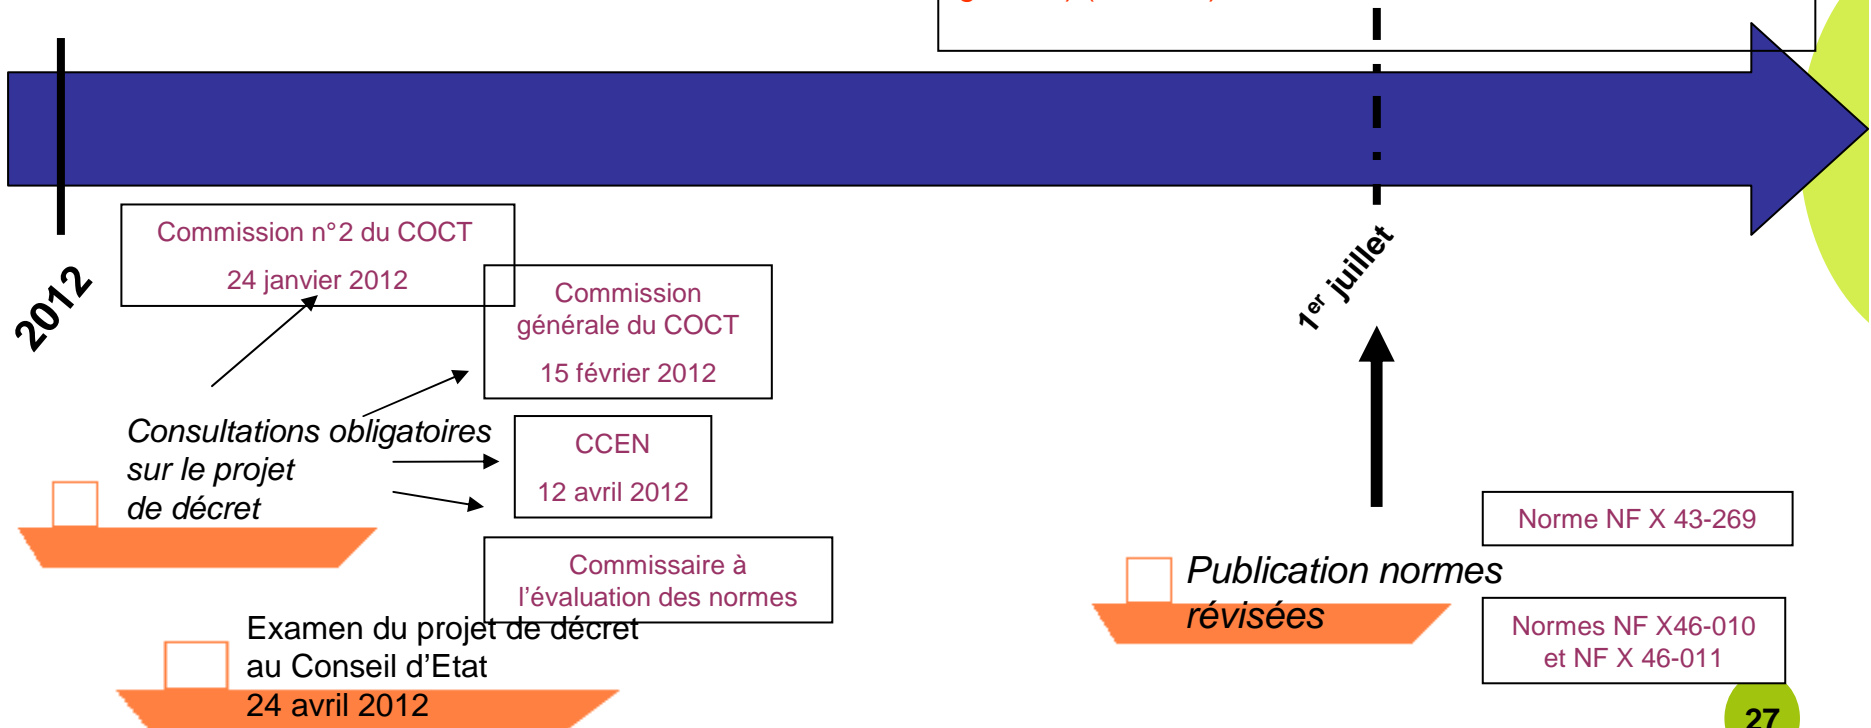 2012
Commission n°2 du COCT
24 janvier 2012
Commission
générale du COCT
15 février 2012
Consultations obligatoires
sur le projet
de décret
CCEN
12 avril 2012
Commissaire à
l’évaluation des normes
Examen du projet de décret
au Conseil d’Etat
24 avril 2012
1er juillet
Publication normes
révisées
Norme NF X 43-269
Normes NF X46-010
et NF X 46-011
27